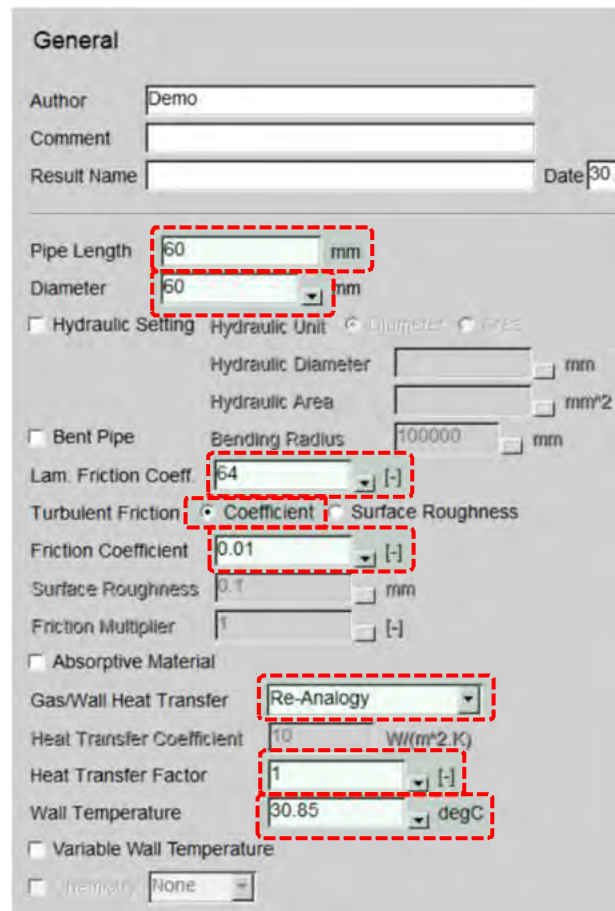 General
Author Demo
Comment
Result Name Date 30.
Pipe Length 60 mm
Diameter 60 mm
Hydraulic Setting Hydraulic Unit Diameter Area
Hydraulic Diameter mm
Hydraulic Area mm^2
Bent Pipe Bending Radius 100000 mm
Lam. Friction Coeff. 64 [-]
Turbulent Friction Coefficient Surface Roughness
Friction Coefficient 0.01 [-]
Surface Roughness 0.1 mm
Friction Multiplier 1 [-]
Absorptive Material
Gas/Wall Heat Transfer Re-Analogy
Heat Transfer Coefficient 10 W/(m^2.K)
Heat Transfer Factor 1 [-]
Wall Temperature 30.85 degC
Variable Wall Temperature
Chemistry None